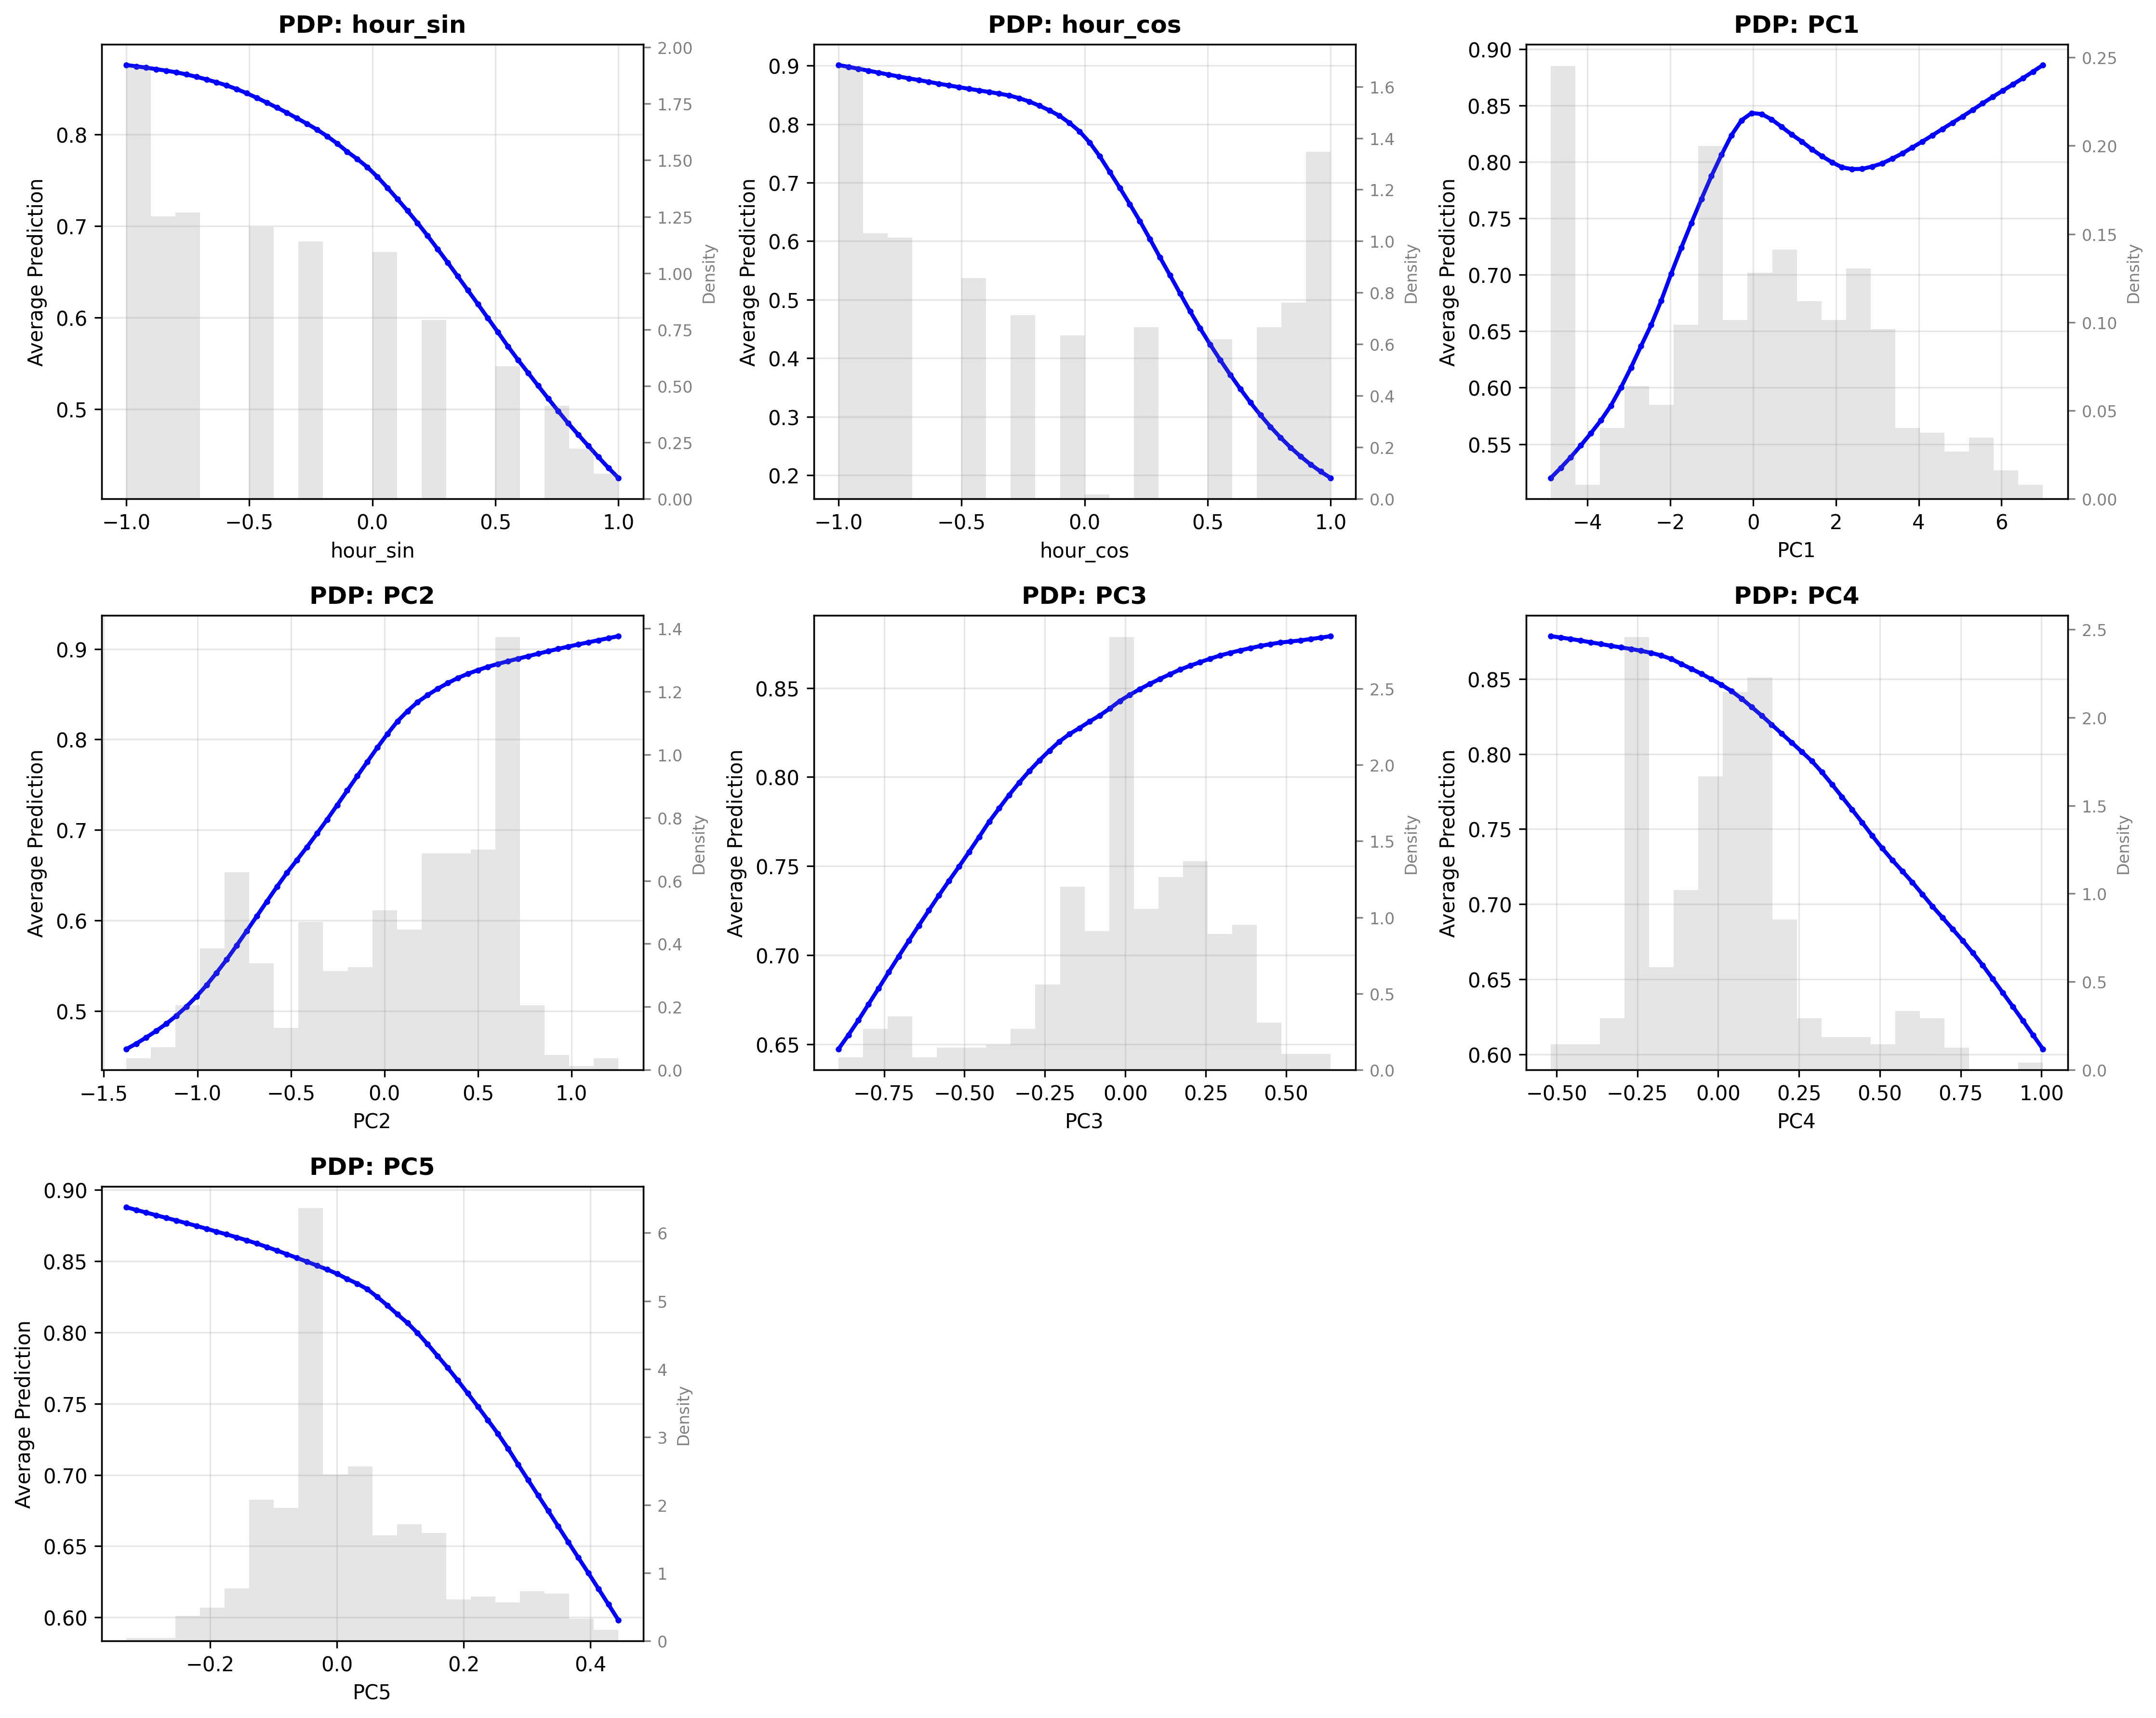 PDP: hour_sin
Average Prediction
0.8
0.7
0.6
0.5
2.00
1.75
1.50
1.25
1.00
0.75
0.50
0.25
0.00
Density
−1.0 −0.5 0.0 0.5 1.0
hour_sin
PDP: hour_cos
Average Prediction
0.9
0.8
0.7
0.6
0.5
0.4
0.3
0.2
1.6
1.4
1.2
1.0
0.8
0.6
0.4
0.2
0.0
Density
−1.0 −0.5 0.0 0.5 1.0
hour_cos
PDP: PC1
Average Prediction
0.90
0.85
0.80
0.75
0.70
0.65
0.60
0.55
0.25
0.20
0.15
0.10
0.05
0.00
Density
−4 −2 0 2 4 6
PC1
PDP: PC2
Average Prediction
0.9
0.8
0.7
0.6
0.5
1.4
1.2
1.0
0.8
0.6
0.4
0.2
0.0
Density
−1.5 −1.0 −0.5 0.0 0.5 1.0
PC2
PDP: PC3
Average Prediction
0.85
0.80
0.75
0.70
0.65
2.5
2.0
1.5
1.0
0.5
0.0
Density
−0.75 −0.50 −0.25 0.00 0.25 0.50
PC3
PDP: PC4
Average Prediction
0.85
0.80
0.75
0.70
0.65
0.60
2.5
2.0
1.5
1.0
0.5
0.0
Density
−0.50 −0.25 0.00 0.25 0.50 0.75 1.00
PC4
PDP: PC5
Average Prediction
0.90
0.85
0.80
0.75
0.70
0.65
0.60
6
5
4
3
2
1
0
Density
−0.2 0.0 0.2 0.4
PC5